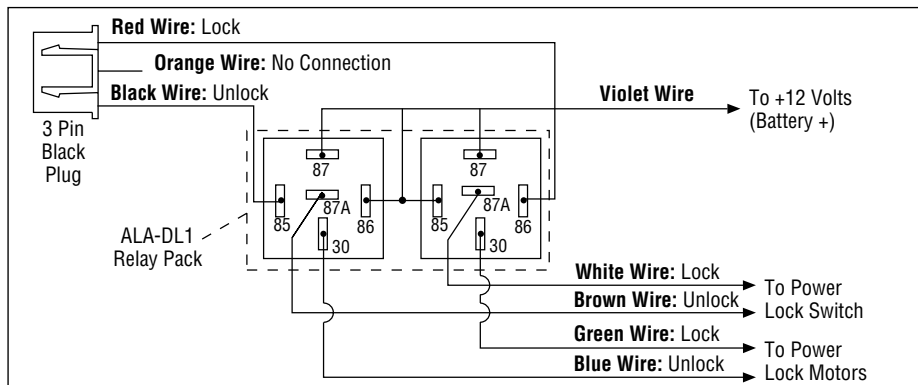 Red Wire: Lock
Orange Wire: No Connection
Black Wire: Unlock
3 Pin
Black
Plug
Violet Wire
To +12 Volts
(Battery +)
87
87
85
87A
86
85
87A
86
30
30
ALA-DL1
Relay Pack
White Wire: Lock
Brown Wire: Unlock
To Power
Lock Switch
Green Wire: Lock
Blue Wire: Unlock
To Power
Lock Motors